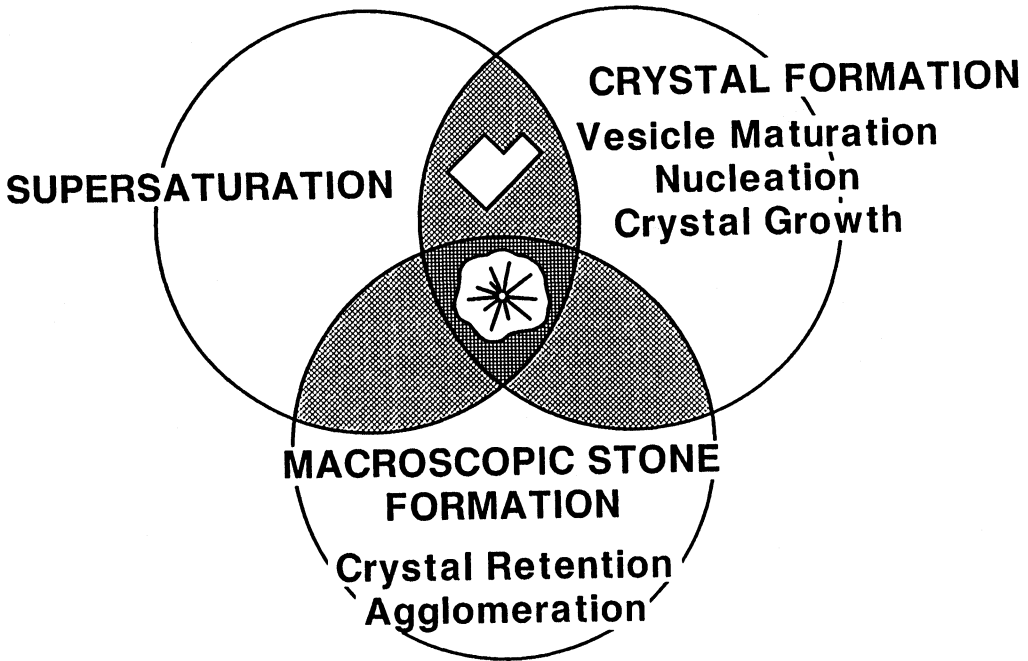 SUPERSATURATION
CRYSTAL FORMATION
Vesicle Maturation
Nucleation
Crystal Growth
MACROSCOPIC STONE
FORMATION
Crystal Retention
Agglomeration